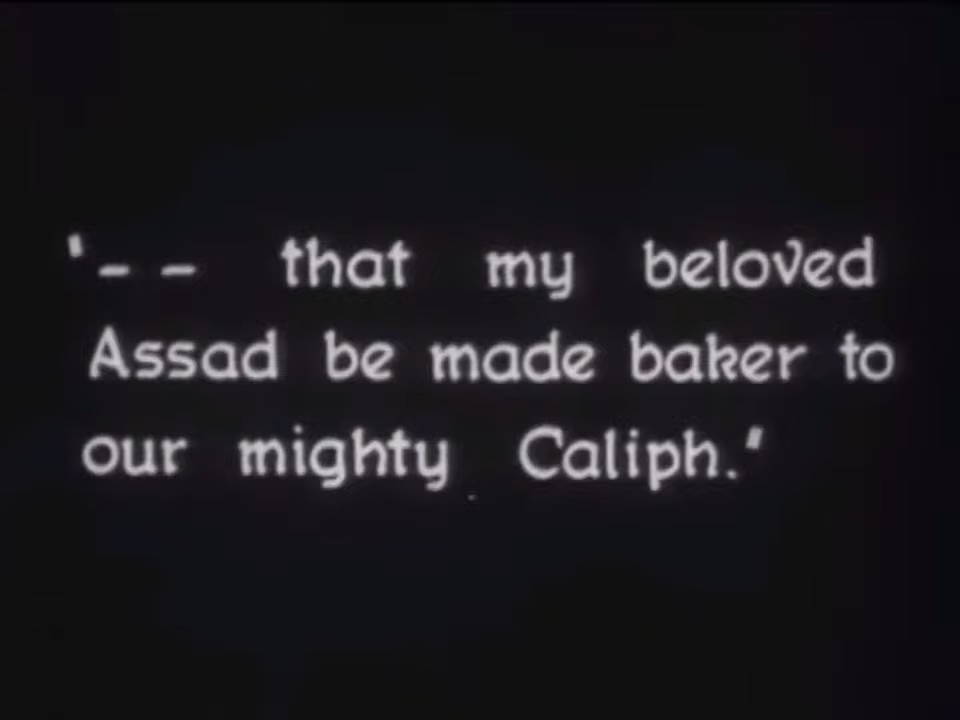 '-- that my beloved
Assad be made baker to
our mighty Caliph.'